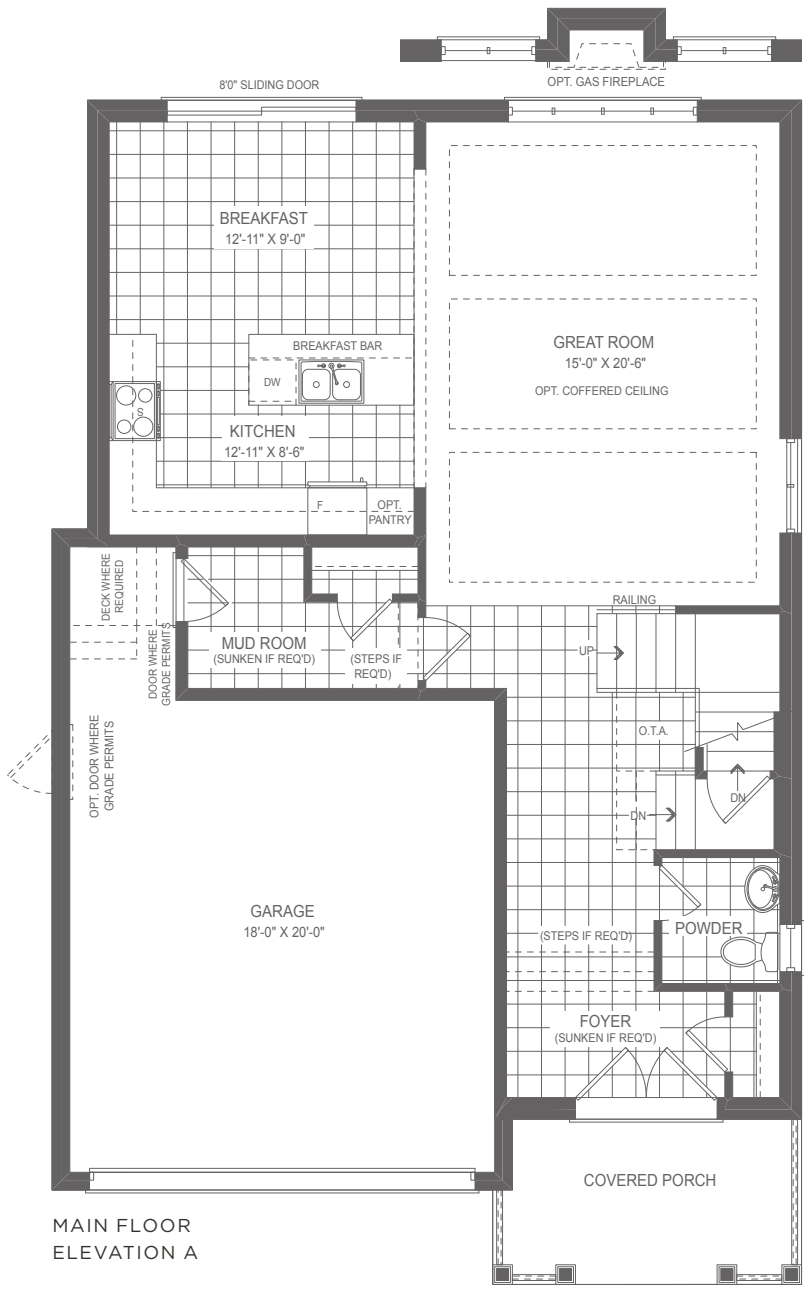 OPT. GAS FIREPLACE
8'0" SLIDING DOOR
BREAKFAST
12'-11" X 9'-0"
BREAKFAST BAR
DW
S
KITCHEN
12'-11" X 8'-6"
F
OPT.
PANTRY
GREAT ROOM
15'-0" X 20'-6"
OPT. COFFERED CEILING
DECK WHERE
REQUIRED
DOOR WHERE
GRADE PERMITS
MUD ROOM
(SUNKEN IF REQ'D)
(STEPS IF
REQ'D)
RAILING
UP
O.T.A.
DN
DN
OPT. DOOR WHERE
GRADE PERMITS
GARAGE
18'-0" X 20'-0"
POWDER
(STEPS IF REQ'D)
FOYER
(SUNKEN IF REQ'D)
COVERED PORCH
MAIN FLOOR
ELEVATION A